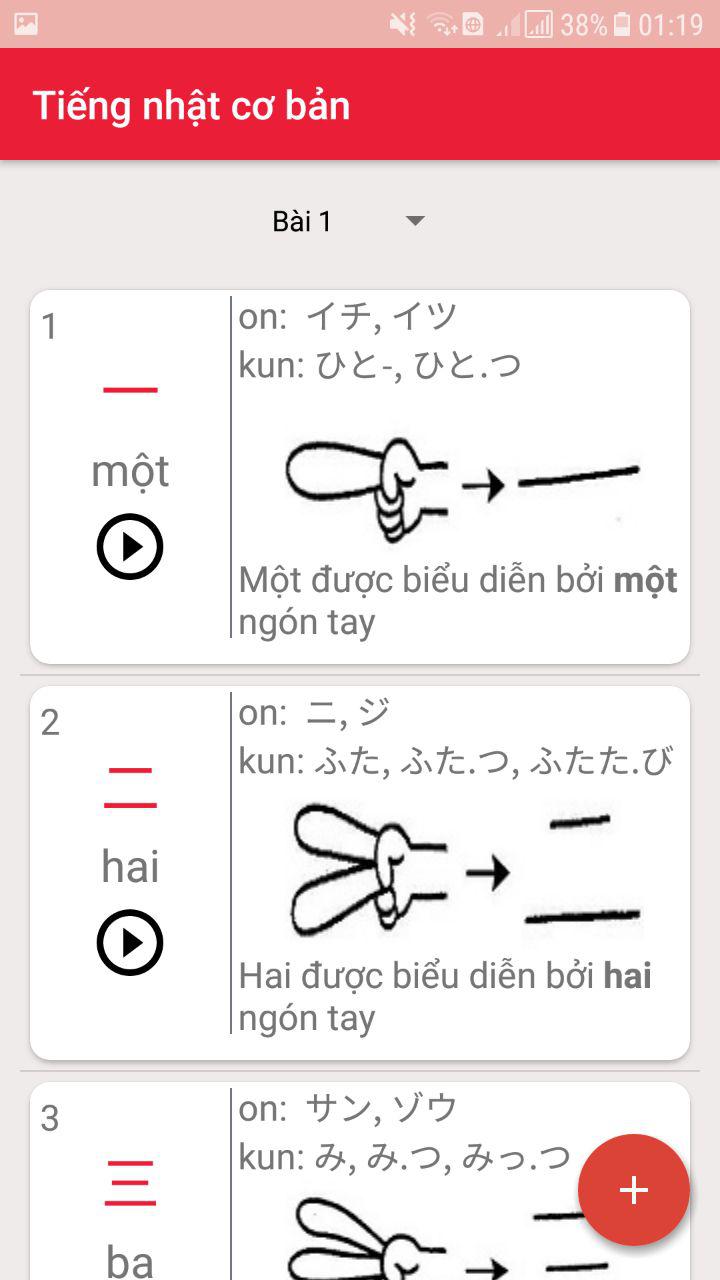 38% 01:19
Tiếng nhật cơ bản
Bài 1
1
一
một
on: イチ, イツ
kun: ひと-, ひと.つ
Một được biểu diễn bởi một
ngón tay
2
二
hai
on: ニ, ジ
kun: ふた, ふた.つ, ふたた.び
Hai được biểu diễn bởi hai
ngón tay
3
三
ba
on: サン, ゾウ
kun: み, み.つ, みっ.つ